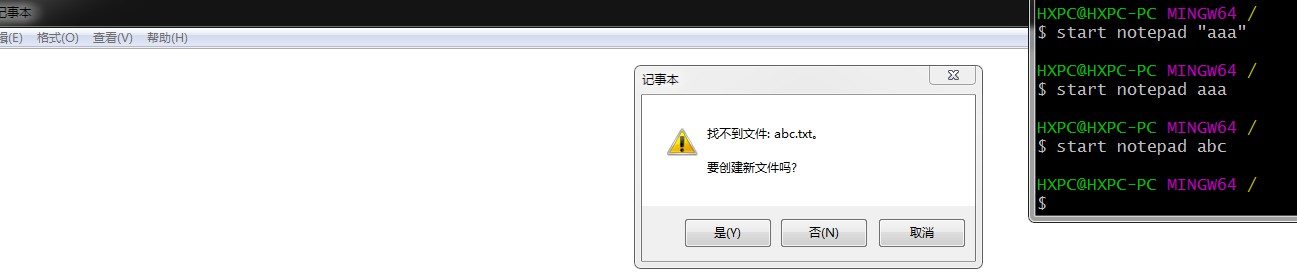 记事本
辑(E) 格式(O) 查看(V) 帮助(H)
记事本
找不到文件: abc.txt。
要创建新文件吗?
是(Y) 否(N) 取消
HXPC@HXPC-PC MINGW64 /
$ start notepad "aaa"
HXPC@HXPC-PC MINGW64 /
$ start notepad aaa
HXPC@HXPC-PC MINGW64 /
$ start notepad abc
HXPC@HXPC-PC MINGW64 /
$